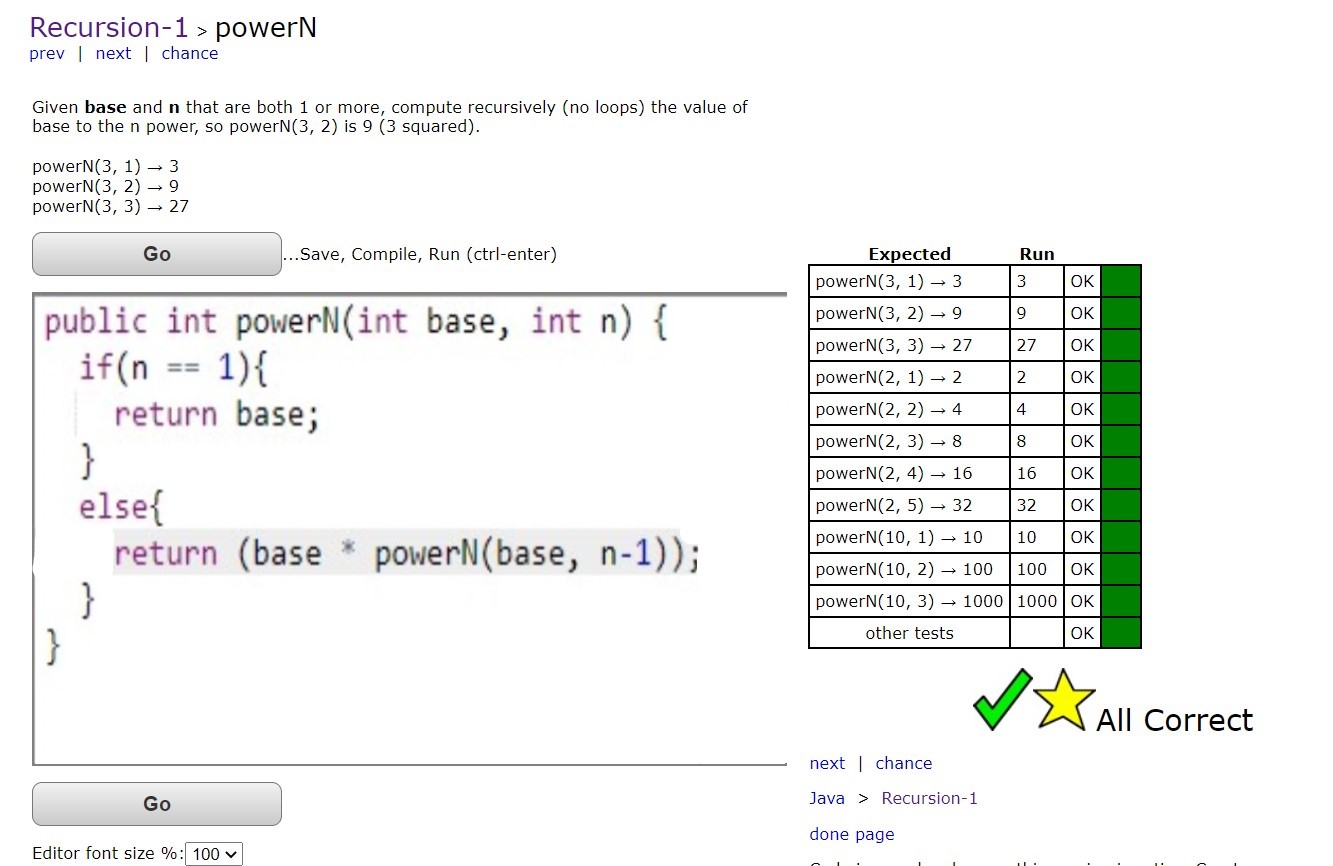 Recursion-1 > powerN
prev | next | chance
Given base and n that are both 1 or more, compute recursively (no loops) the value of
base to the n power, so powerN(3, 2) is 9 (3 squared).
powerN(3, 1) → 3
powerN(3, 2) → 9
powerN(3, 3) → 27
Go
...Save, Compile, Run (ctrl-enter)
public int powerN(int base, int n) {
if(n == 1){
return base;
}
else{
return (base * powerN(base, n-1));
}
}
Go
Editor font size %: 100
Expected Run
powerN(3, 1) → 3 3 OK
powerN(3, 2) → 9 9 OK
powerN(3, 3) → 27 27 OK
powerN(2, 1) → 2 2 OK
powerN(2, 2) → 4 4 OK
powerN(2, 3) → 8 8 OK
powerN(2, 4) → 16 16 OK
powerN(2, 5) → 32 32 OK
powerN(10, 1) → 10 10 OK
powerN(10, 2) → 100 100 OK
powerN(10, 3) → 1000 1000 OK
other tests OK
All Correct
next | chance
Java > Recursion-1
done page